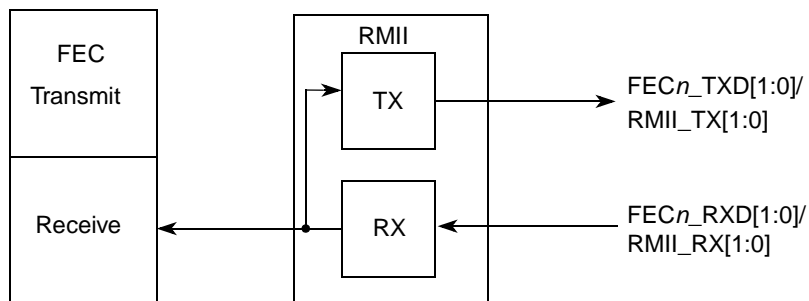 FEC
Transmit
Receive
RMII
TX
RX
FECn_TXD[1:0]/
RMII_TX[1:0]
FECn_RXD[1:0]/
RMII_RX[1:0]